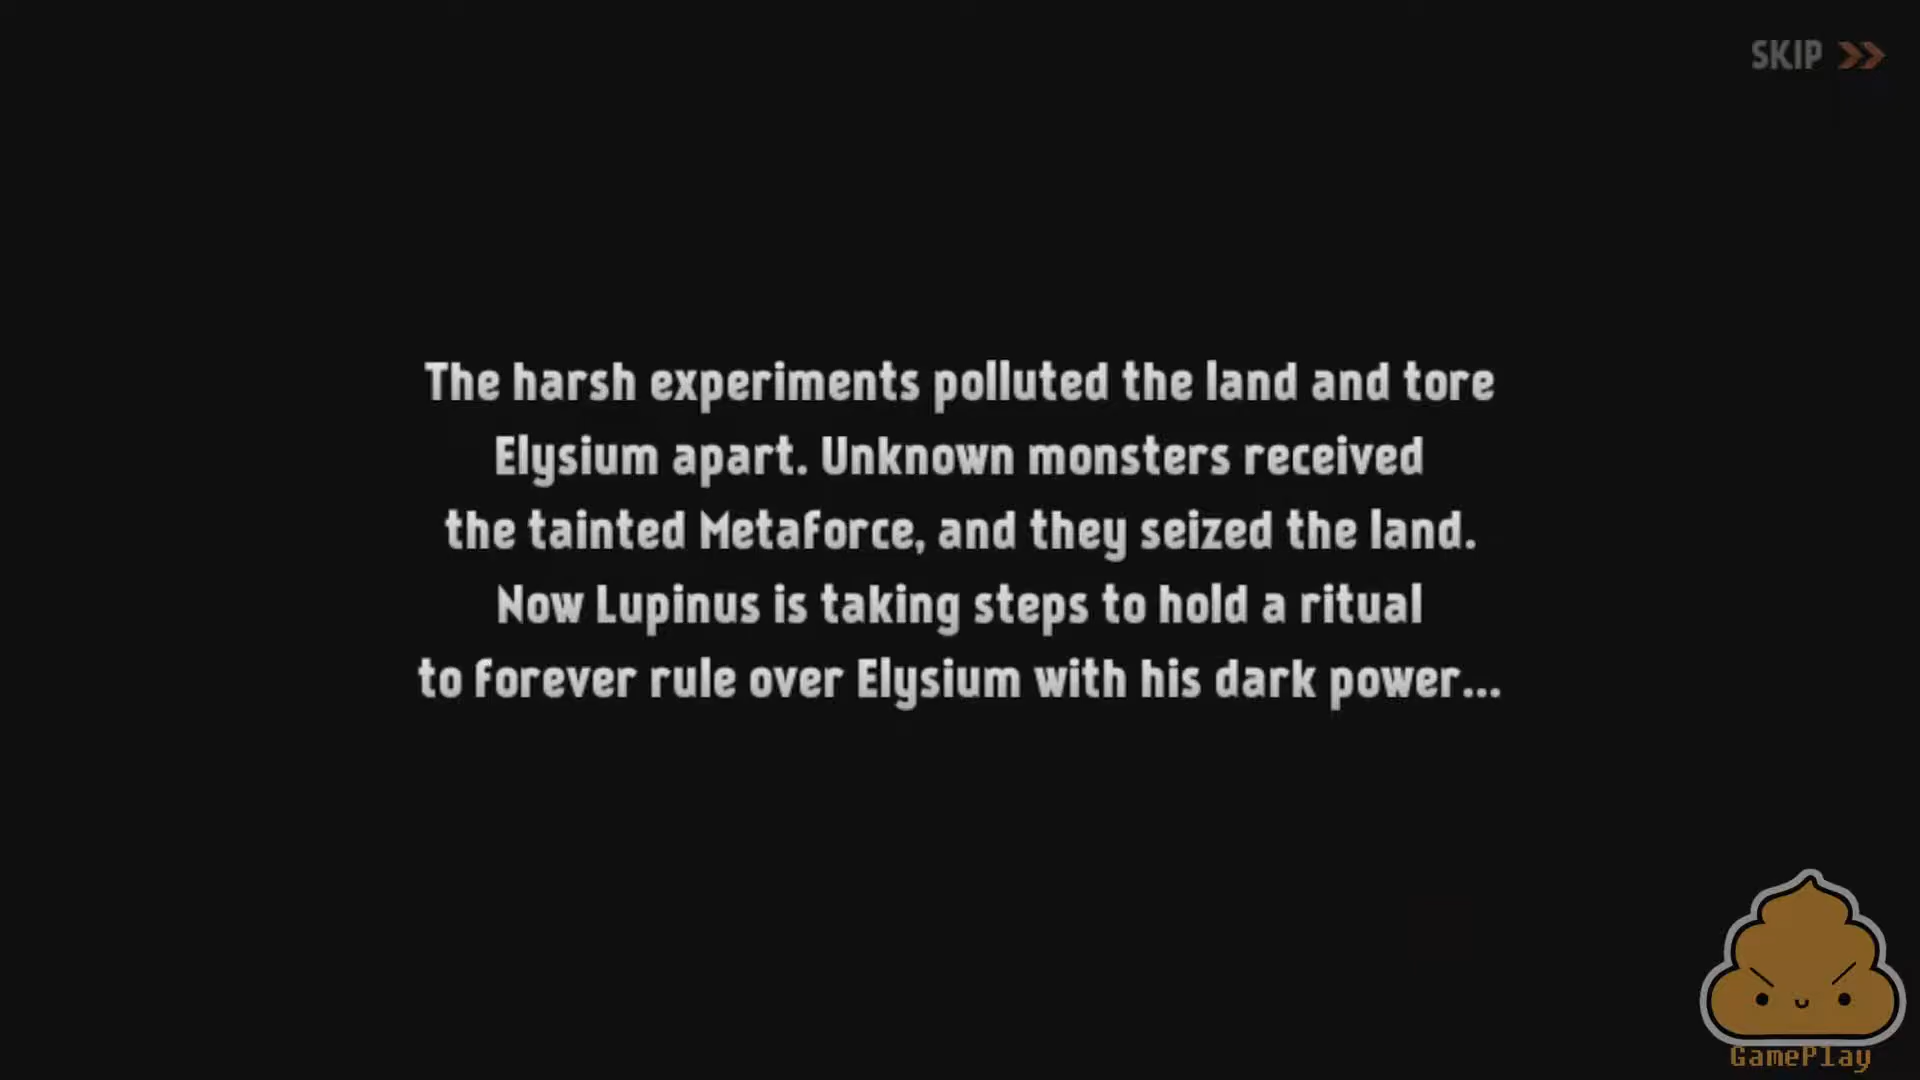 SKIP
The harsh experiments polluted the land and tore
Elysium apart. Unknown monsters received
the tainted Metaforce, and they seized the land.
Now Lupinus is taking steps to hold a ritual
to forever rule over Elysium with his dark power...
GamePlay